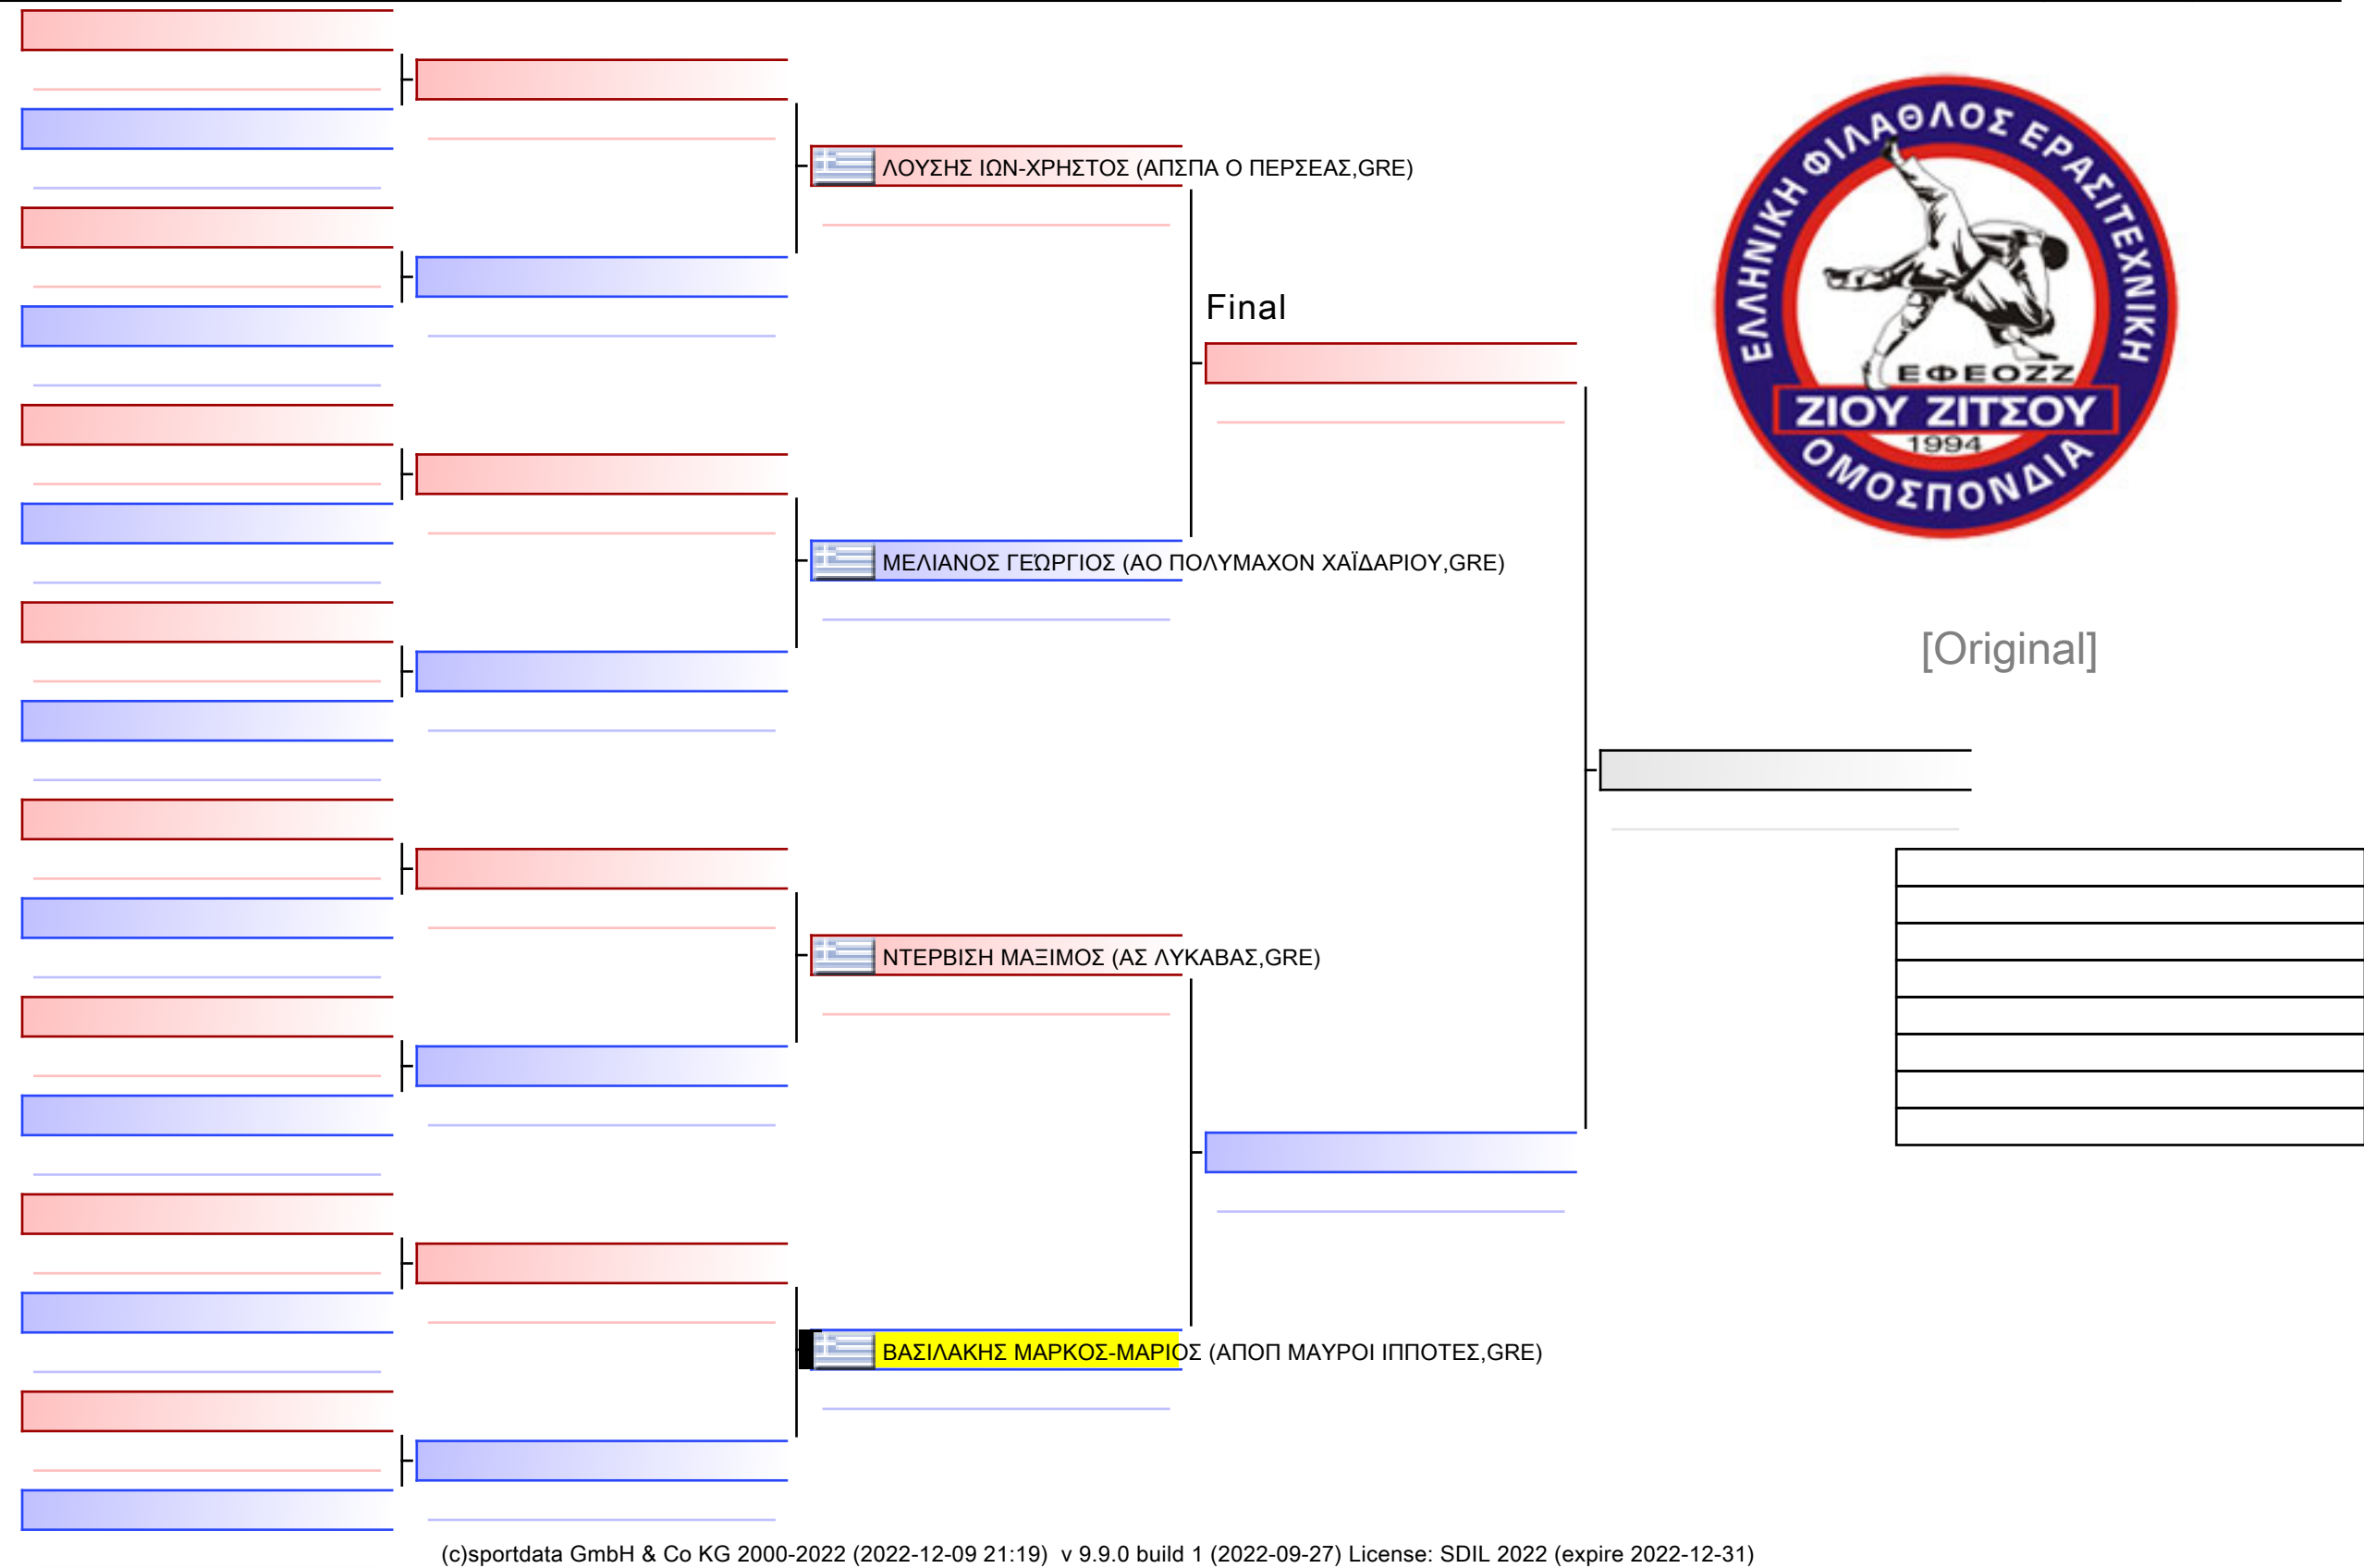 ΛΟΥΣΗΣ ΙΩΝ-ΧΡΗΣΤΟΣ (ΑΠΣΠΑ Ο ΠΕΡΣΕΑΣ,GRE)
Final
ΜΕΛΙΑΝΟΣ ΓΕΏΡΓΙΟΣ (ΑΟ ΠΟΛΥΜΑΧΟΝ ΧΑΪΔΑΡΙΟΥ,GRE)
ΝΤΕΡΒΙΣΗ ΜΑΞΙΜΟΣ (ΑΣ ΛΥΚΑΒΑΣ,GRE)
ΒΑΣΙΛΑΚΗΣ ΜΑΡΚΟΣ-ΜΑΡΙΟΣ (ΑΠΟΠ ΜΑΥΡΟΙ ΙΠΠΟΤΕΣ,GRE)
ΕΛΛΗΝΙΚΗ ΦΙΛΑΘΛΟΣ ΕΡΑΣΙΤΕΧΝΙΚΗ
ΕΦΕΟΖΖ
ΖΙΟΥ ΖΙΤΣΟΥ
1994
ΟΜΟΣΠΟΝΔΙΑ
[Original]
(c)sportdata GmbH & Co KG 2000-2022 (2022-12-09 21:19) v 9.9.0 build 1 (2022-09-27) License: SDIL 2022 (expire 2022-12-31)